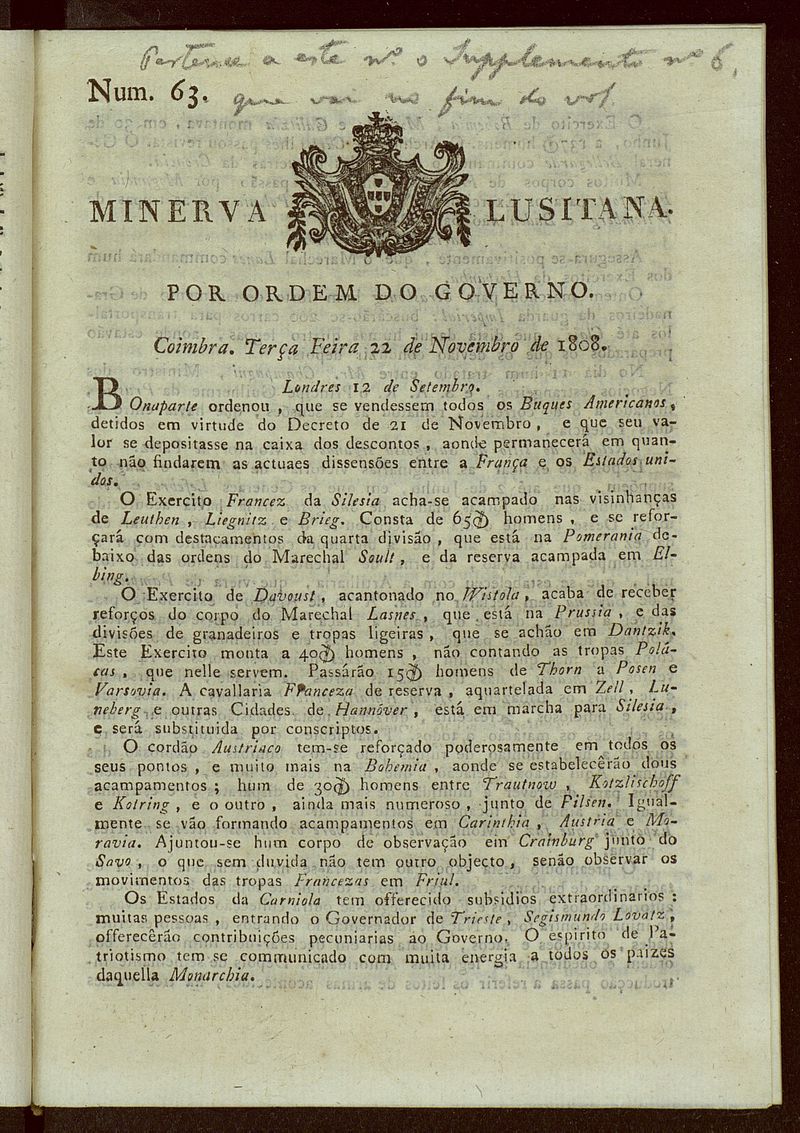 Pertence a este nº o Supplemento nº 6,
Num. 63. que vai no fim do vol
MINERVA LUSITANA.
POR ORDEM DO GOVERNO.
Coimbra. Terça Feira 22 de Novembro de 1808.
Londres 12 de Setembro.
BOnaparte ordenou , que se vendessem todos os Buques Americanos,
detidos em virtude do Decreto de 21 de Novembro , e que seu va-
lor se depositasse na caixa dos descontos , aonde permanecerá em quan-
to não findarem as actuaes dissensões entre a França e os Estados uni-
dos.
O Exercito Francez da Silesia acha-se acampado nas visinhanças
de Leuthen , Liegnitz e Brieg. Consta de 65@ homens , e se refor-
çará com destacamentos da quarta divisão , que está na Pomerania de-
baixo das ordens do Marechal Soult , e da reserva acampada em El-
bing.
O Exercito de Davoust , acantonado no Wistola , acaba de receber
reforços do corpo do Marechal Lasnes , que está na Prussia , e das
divisões de granadeiros e tropas ligeiras , que se achão em Dantzik.
Este Exercito monta a 40@ homens , não contando as tropas Polá-
cas , que nelle servem. Passárão 15@ homens de Thorn a Posen e
Varsovia. A cavallaria FRanceza de reserva , aquartelada em Zell , Lu-
neberg e outras Cidades de Hannover , está em marcha para Silesia ,
e será substituida por conscriptos.
O cordão Austriaco tem-se reforçado poderosamente em todos os
seus pontos , e muito mais na Bohemia , aonde se estabelecêrão dous
acampamentos ; hum de 30@ homens entre Trautnow , Kotzlischoff
e Kotring , e o outro , ainda mais numeroso , junto de Pilsen. Igual-
mente se vão formando acampamentos em Carinthia , Austria e Mo-
ravia. Ajuntou-se hum corpo de observação em Crainburg junto do
Savo , o que sem duvida não tem outro objecto , senão observar os
movimentos das tropas Francezas em Friul.
Os Estados da Carniola tem offerecido subsidios extraordinarios :
muitas pessoas , entrando o Governador de Trieste , Segismundo Lovatz ,
offerecêrão contribuições pecuniarias ao Governo. O espirito de Pa-
triotismo tem se communicado com muita energia a todos os paizes
daquella Monarchia.